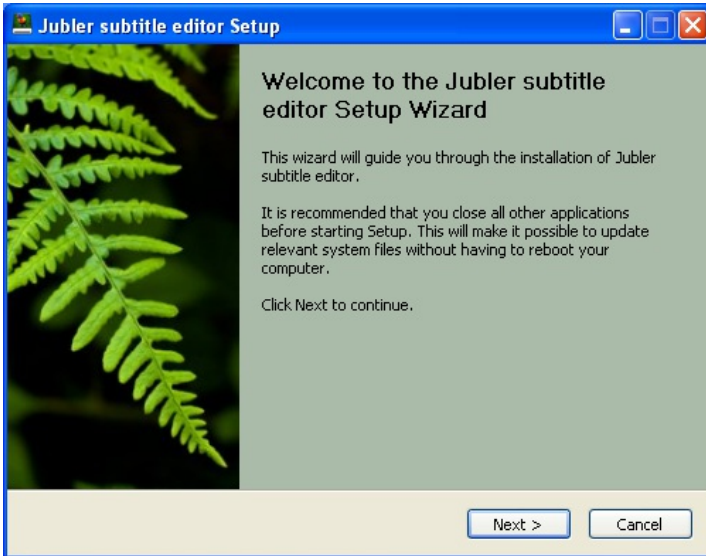 Jubler subtitle editor Setup
Welcome to the Jubler subtitle
editor Setup Wizard
This wizard will guide you through the installation of Jubler
subtitle editor.
It is recommended that you close all other applications
before starting Setup. This will make it possible to update
relevant system files without having to reboot your
computer.
Click Next to continue.
Next >
Cancel